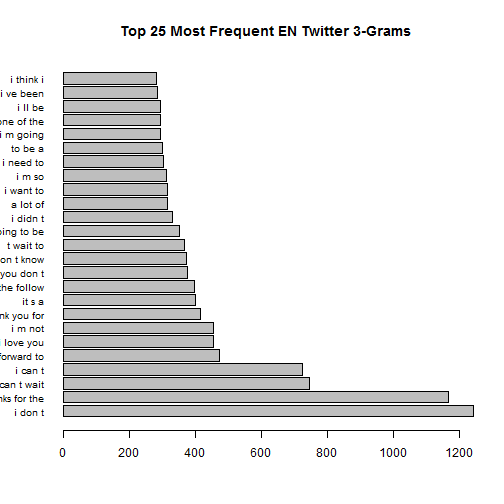 Top 25 Most Frequent EN Twitter 3-Grams
i think i
i ve been
i ll be
one of the
i m going
to be a
i need to
i m so
i want to
a lot of
i didn t
ing to be
t wait to
on t know
you don t
the follow
it s a
nk you for
i m not
i love you
forward to
i can t
can t wait
nks for the
i don t
0 200 400 600 800 1000 1200